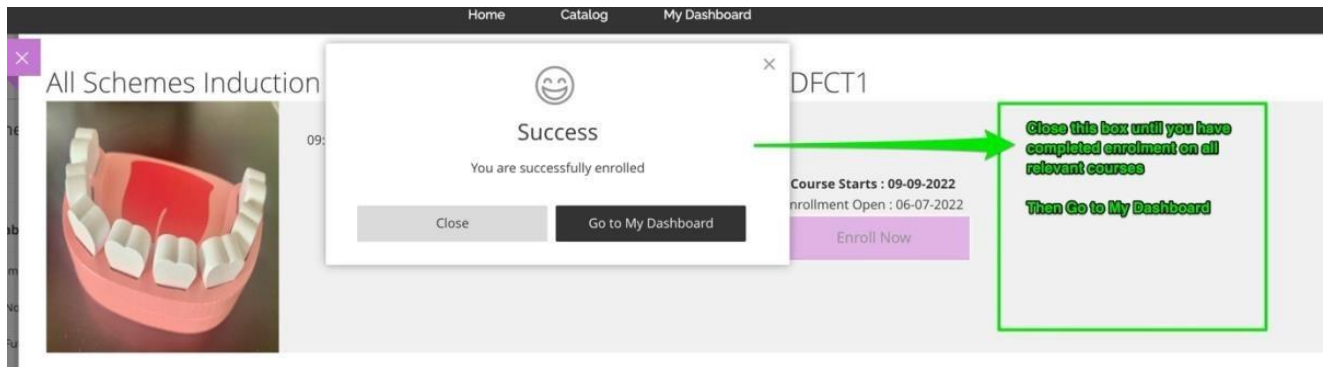 Home Catalog My Dashboard
All Schemes Induction
DFCT1
09:
Success
You are successfully enrolled
Close
Go to My Dashboard
Course Starts : 09-09-2022
nrollment Open : 06-07-2022
Enroll Now
Close this box until you have
completed enrolment on all
relevant courses
Then Go to My Dashboard